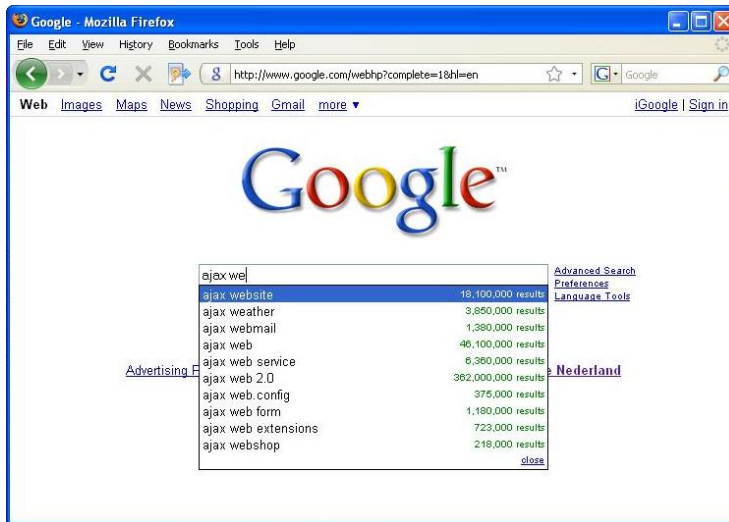 Google - Mozilla Firefox
File Edit View History Bookmarks Tools Help
http://www.google.com/webhp?complete=1&hl=en
Google
Web Images Maps News Shopping Gmail more ▼ iGoogle | Sign in
Google™
ajax we
Advanced Search
Preferences
Language Tools
ajax website 18,100,000 results
ajax weather 3,850,000 results
ajax webmail 1,380,000 results
ajax web 46,100,000 results
ajax web service 6,360,000 results
ajax web 2.0 362,000,000 results
ajax web.config 375,000 results
ajax web form 1,180,000 results
ajax web extensions 723,000 results
ajax webshop 218,000 results
close
Advertising Nederland